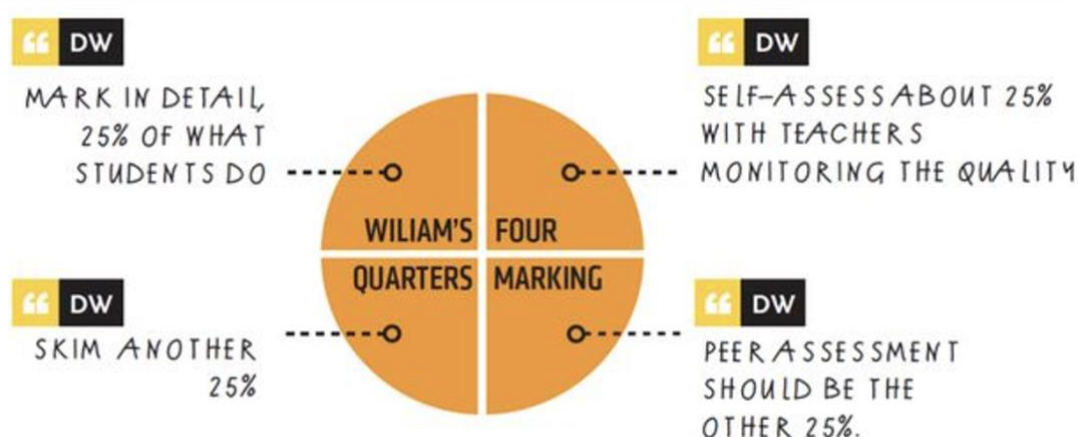 “ DW
MARK IN DETAIL,
25% OF WHAT
STUDENTS DO
“ DW
SELF-ASSESS ABOUT 25%
WITH TEACHERS
MONITORING THE QUALITY
WILIAM'S FOUR
QUARTERS MARKING
“ DW
SKIM ANOTHER
25%
“ DW
PEER ASSESSMENT
SHOULD BE THE
OTHER 25%.